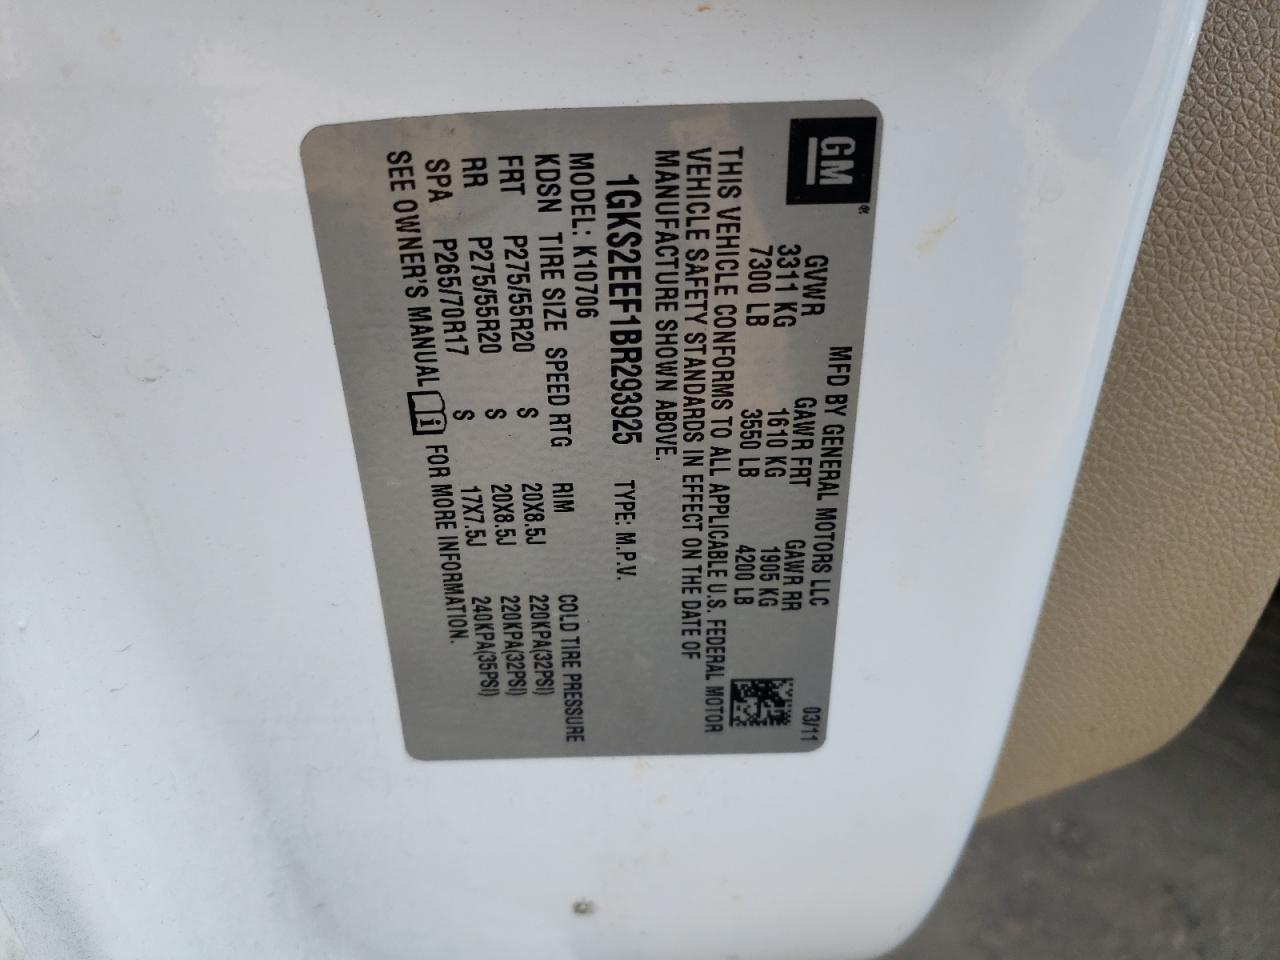 GM®
MFD BY GENERAL MOTORS LLC 03/11
GVWR GAWR FRT GAWR RR
3311 KG 1610 KG 1905 KG
7300 LB 3550 LB 4200 LB
THIS VEHICLE CONFORMS TO ALL APPLICABLE U.S. FEDERAL MOTOR
VEHICLE SAFETY STANDARDS IN EFFECT ON THE DATE OF
MANUFACTURE SHOWN ABOVE.
1GKS2EEF1BR293925 TYPE: M.P.V.
MODEL: K10706
KDSN TIRE SIZE SPEED RTG RIM COLD TIRE PRESSURE
FRT P275/55R20 S 20X8.5J 220KPA(32PSI)
RR P275/55R20 S 20X8.5J 220KPA(32PSI)
SPA P265/70R17 S 17X7.5J 240KPA(35PSI)
SEE OWNER'S MANUAL FOR MORE INFORMATION.